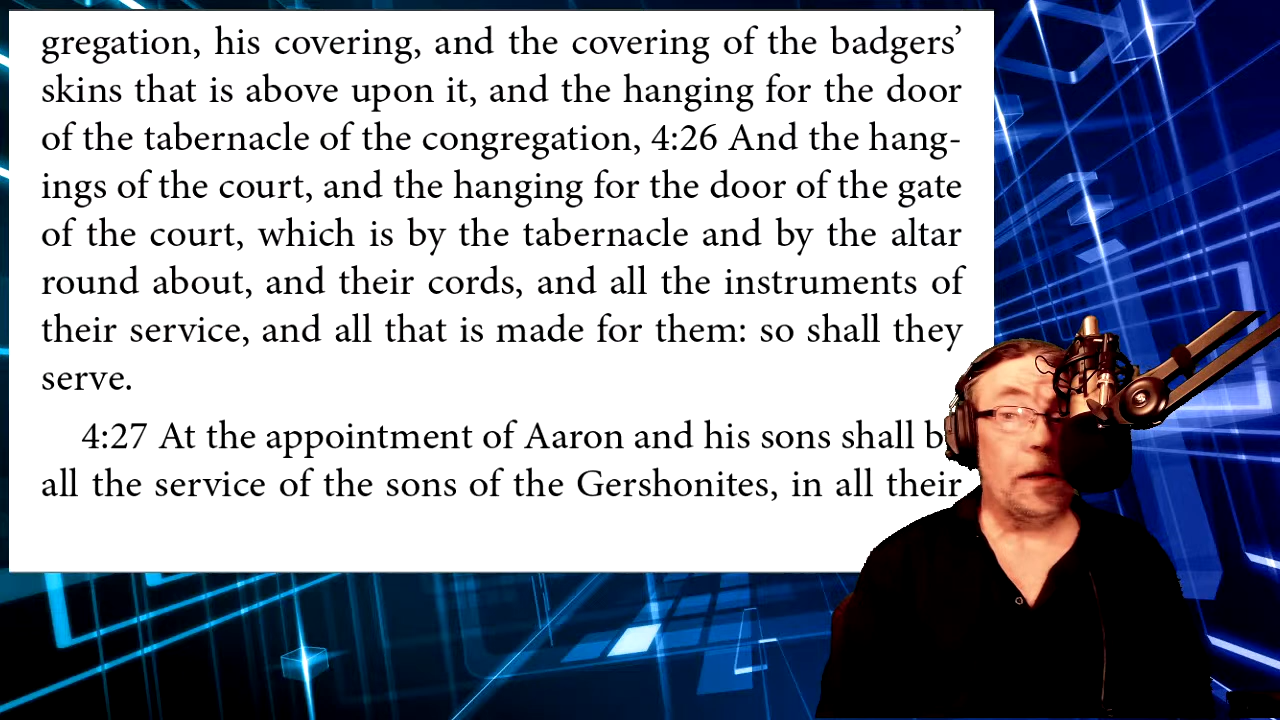 gregation, his covering, and the covering of the badgers’
skins that is above upon it, and the hanging for the door
of the tabernacle of the congregation, 4:26 And the hang-
ings of the court, and the hanging for the door of the gate
of the court, which is by the tabernacle and by the altar
round about, and their cords, and all the instruments of
their service, and all that is made for them: so shall they
serve.
4:27 At the appointment of Aaron and his sons shall
all the service of the sons of the Gershonites, in all their